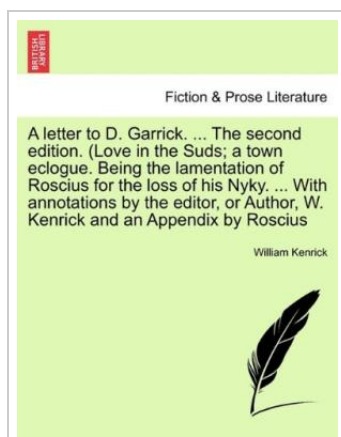 BRITISH
LIBRARY
Fiction & Prose Literature
A letter to D. Garrick. ... The second
edition. (Love in the Suds; a town
eclogue. Being the lamentation of
Roscius for the loss of his Nyky. ... With
annotations by the editor, or Author, W.
Kenrick and an Appendix by Roscius
William Kenrick